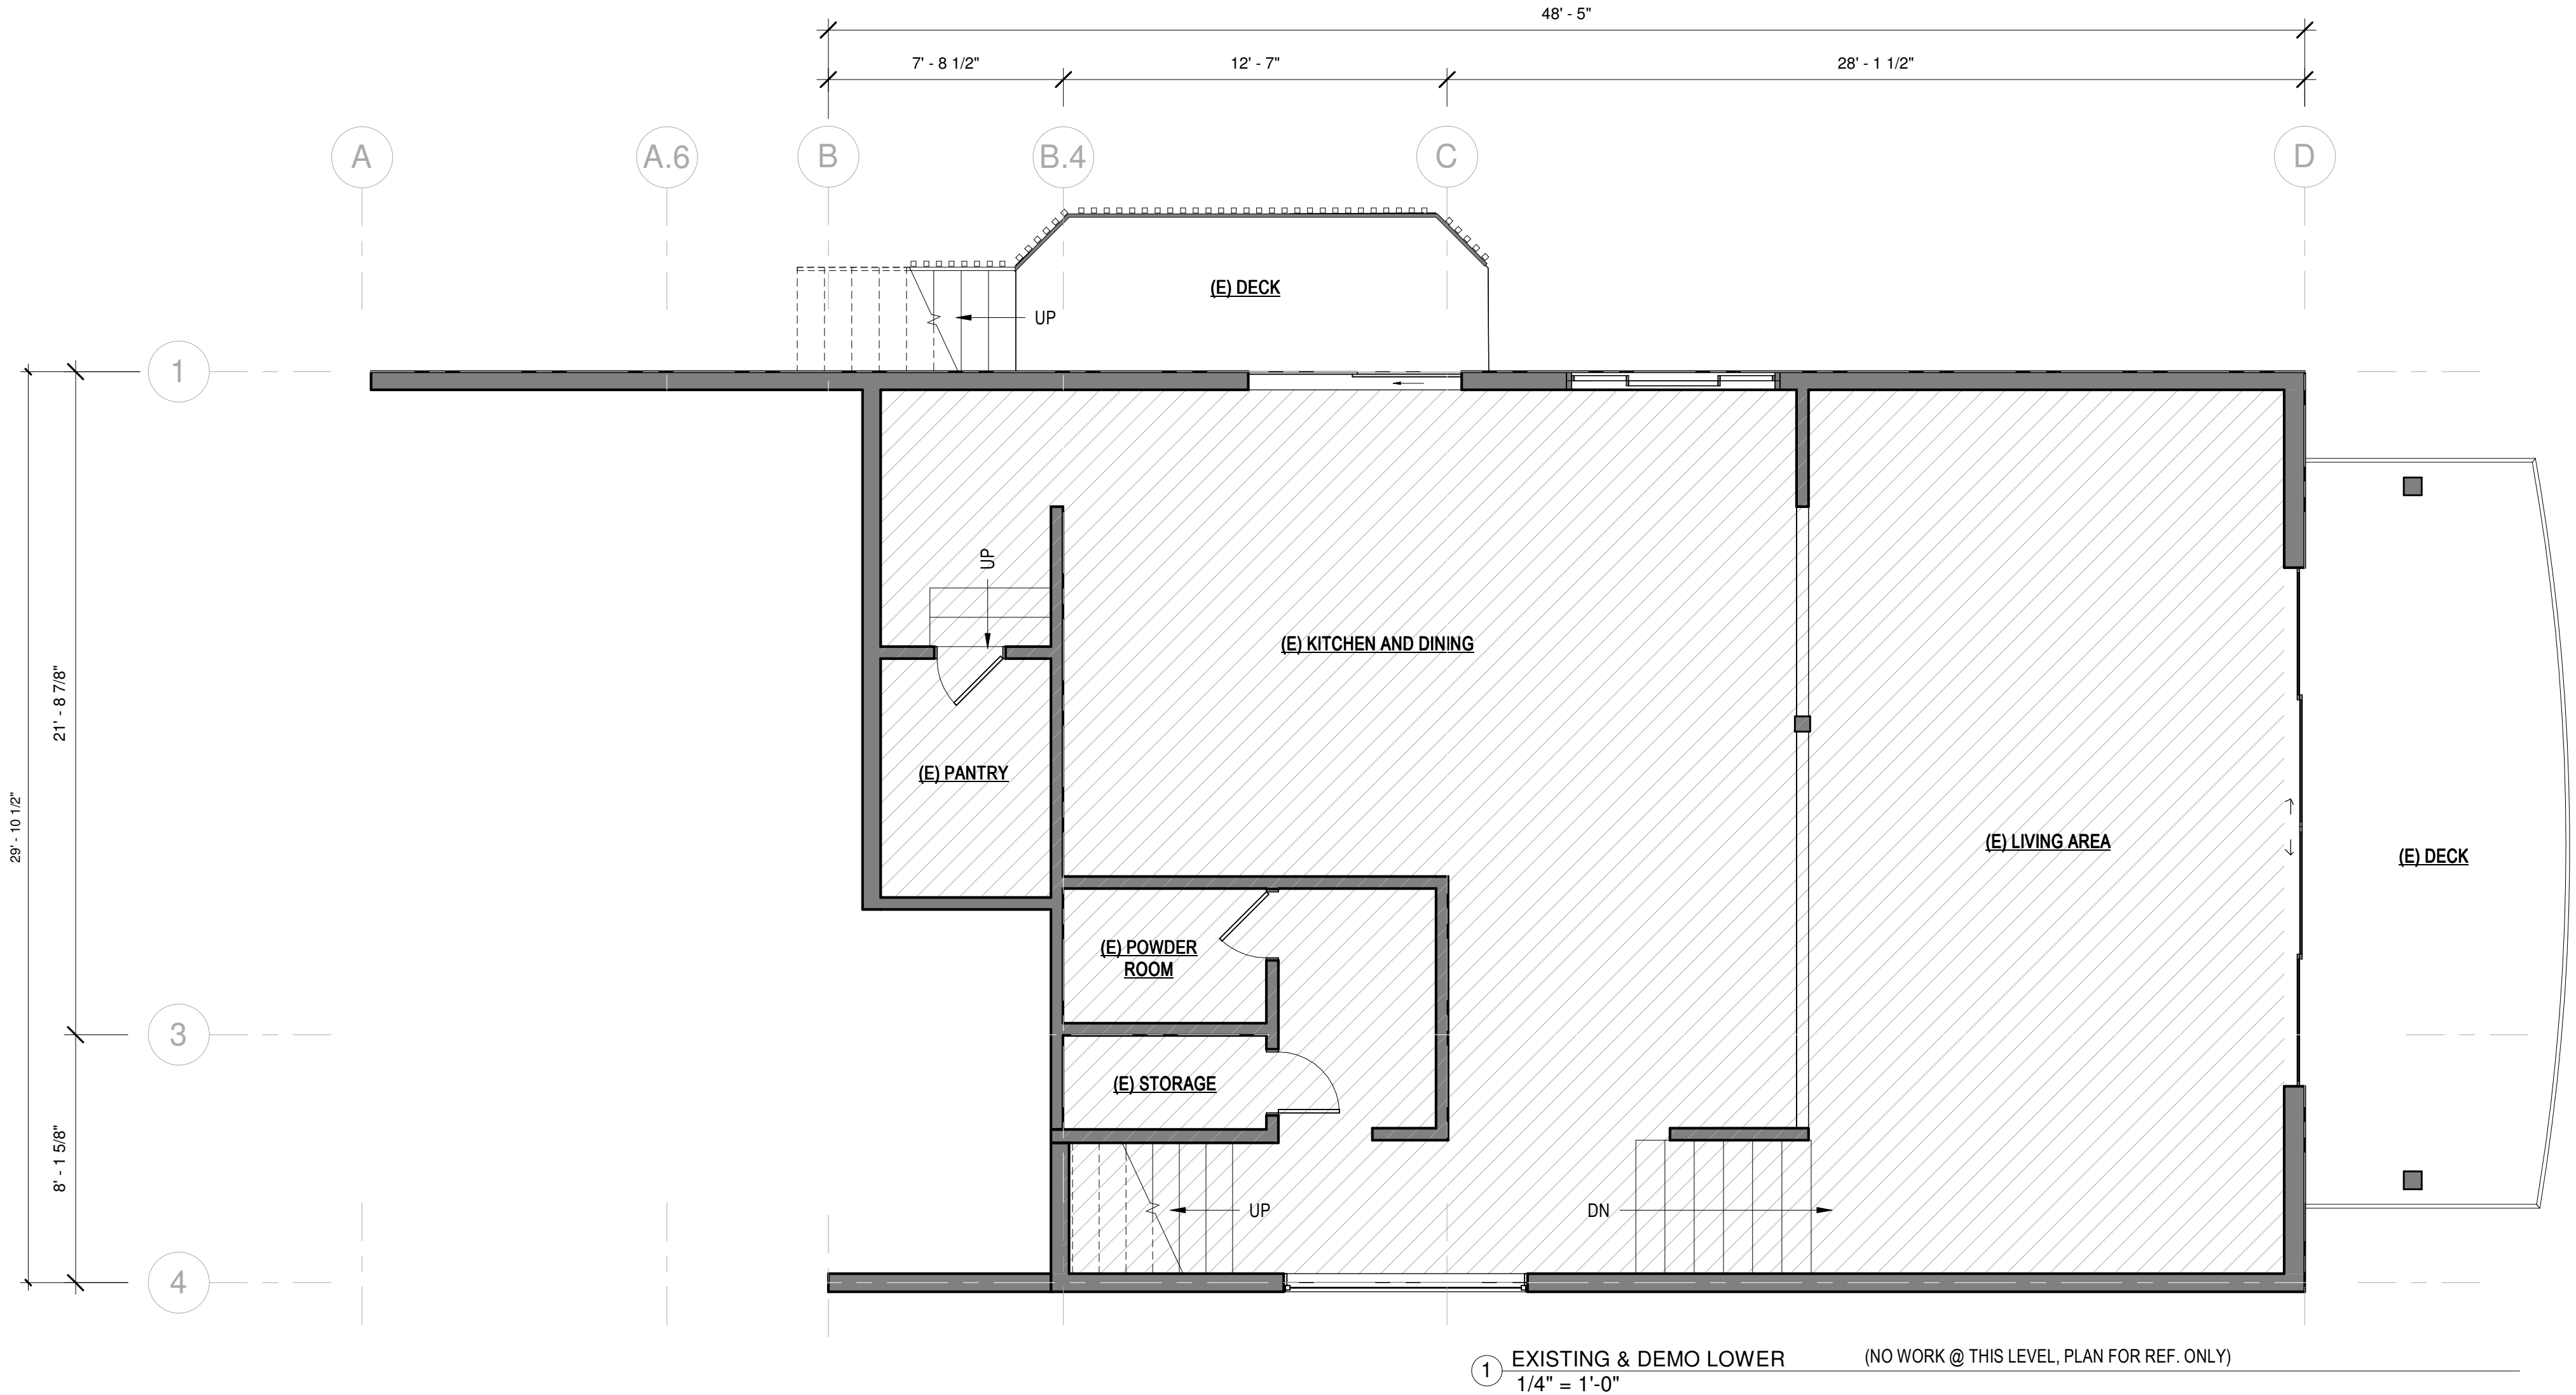 48' - 5"
7' - 8 1/2"
12' - 7"
28' - 1 1/2"
A
A.6
B
B.4
C
D
(E) DECK
UP
1
UP
(E) KITCHEN AND DINING
21' - 8 7/8"
(E) PANTRY
29' - 10 1/2"
(E) LIVING AREA
(E) DECK
(E) POWDER
ROOM
3
(E) STORAGE
8' - 1 5/8"
UP
DN
4
1 EXISTING & DEMO LOWER (NO WORK @ THIS LEVEL, PLAN FOR REF. ONLY)
1/4" = 1'-0"